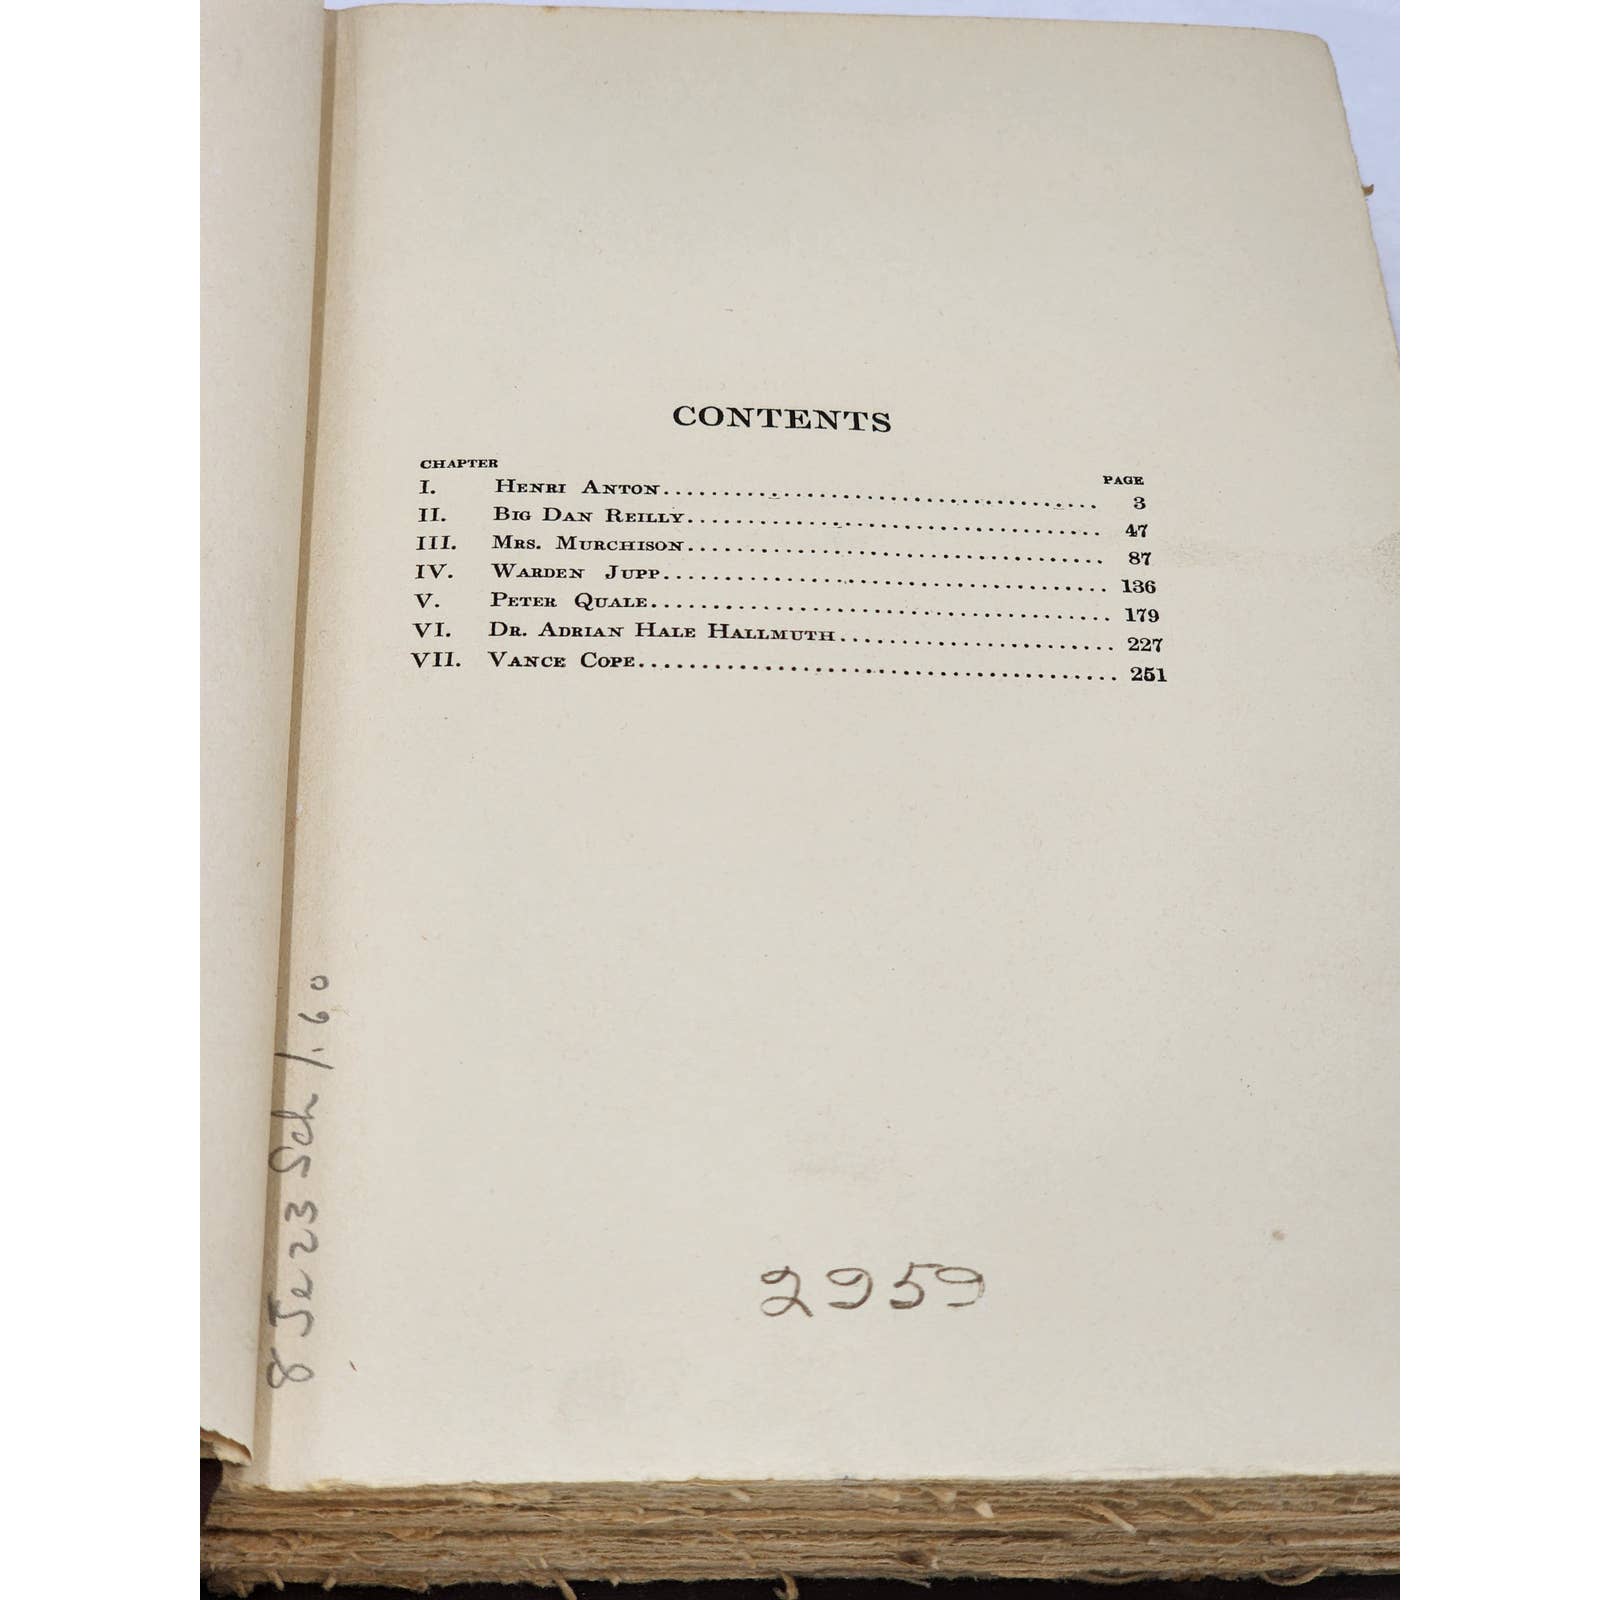 CONTENTS
CHAPTER PAGE
I. HENRI ANTON 3
II. BIG DAN REILLY 47
III. MRS. MURCHISON 87
IV. WARDEN JUPP 136
V. PETER QUALE 179
VI. DR. ADRIAN HALE HALLMUTH 227
VII. VANCE COPE 251
8 Je 23 Sch 1.60
2959